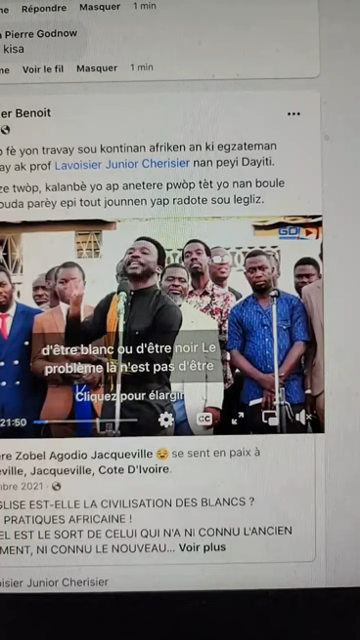 ne Répondre Masquer 1 min
Pierre Godnow
kisa
ne Voir le fil Masquer 1 min
er Benoit
fè yon travay sou kontinan afriken an ki egzateman
ay ak prof Lavoisier Junior Cherisier nan peyi Dayiti.
ze twòp, kalanbè yo ap anetere pwòp tèt yo nan boule
ouda parèy epi tout jounnen yap radote sou legliz.
GO
d'être blanc ou d'être noir Le
problème là n'est pas d'être
Cliquez pour élargir
21:50
CC
re Zobel Agodio Jacqueville 😔 se sent en paix à
ville, Jacqueville, Cote D'Ivoire.
mbre 2021
GLISE EST-ELLE LA CIVILISATION DES BLANCS ?
PRATIQUES AFRICAINE !
EL EST LE SORT DE CELUI QUI N'A NI CONNU L'ANCIEN
MENT, NI CONNU LE NOUVEAU... Voir plus
oisier Junior Cherisier